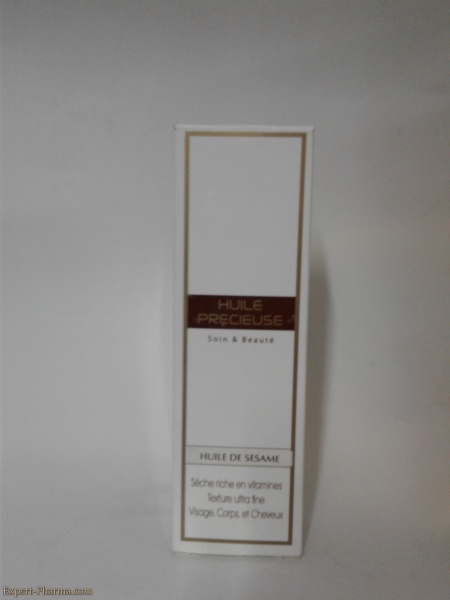 HUILE
PRÉCIEUSE
Soin & Beauté
HUILE DE SESAME
Sèche riche en vitamines
Texture ultra fine
Visage, Corps, et Cheveux
Expert-Pharma.com